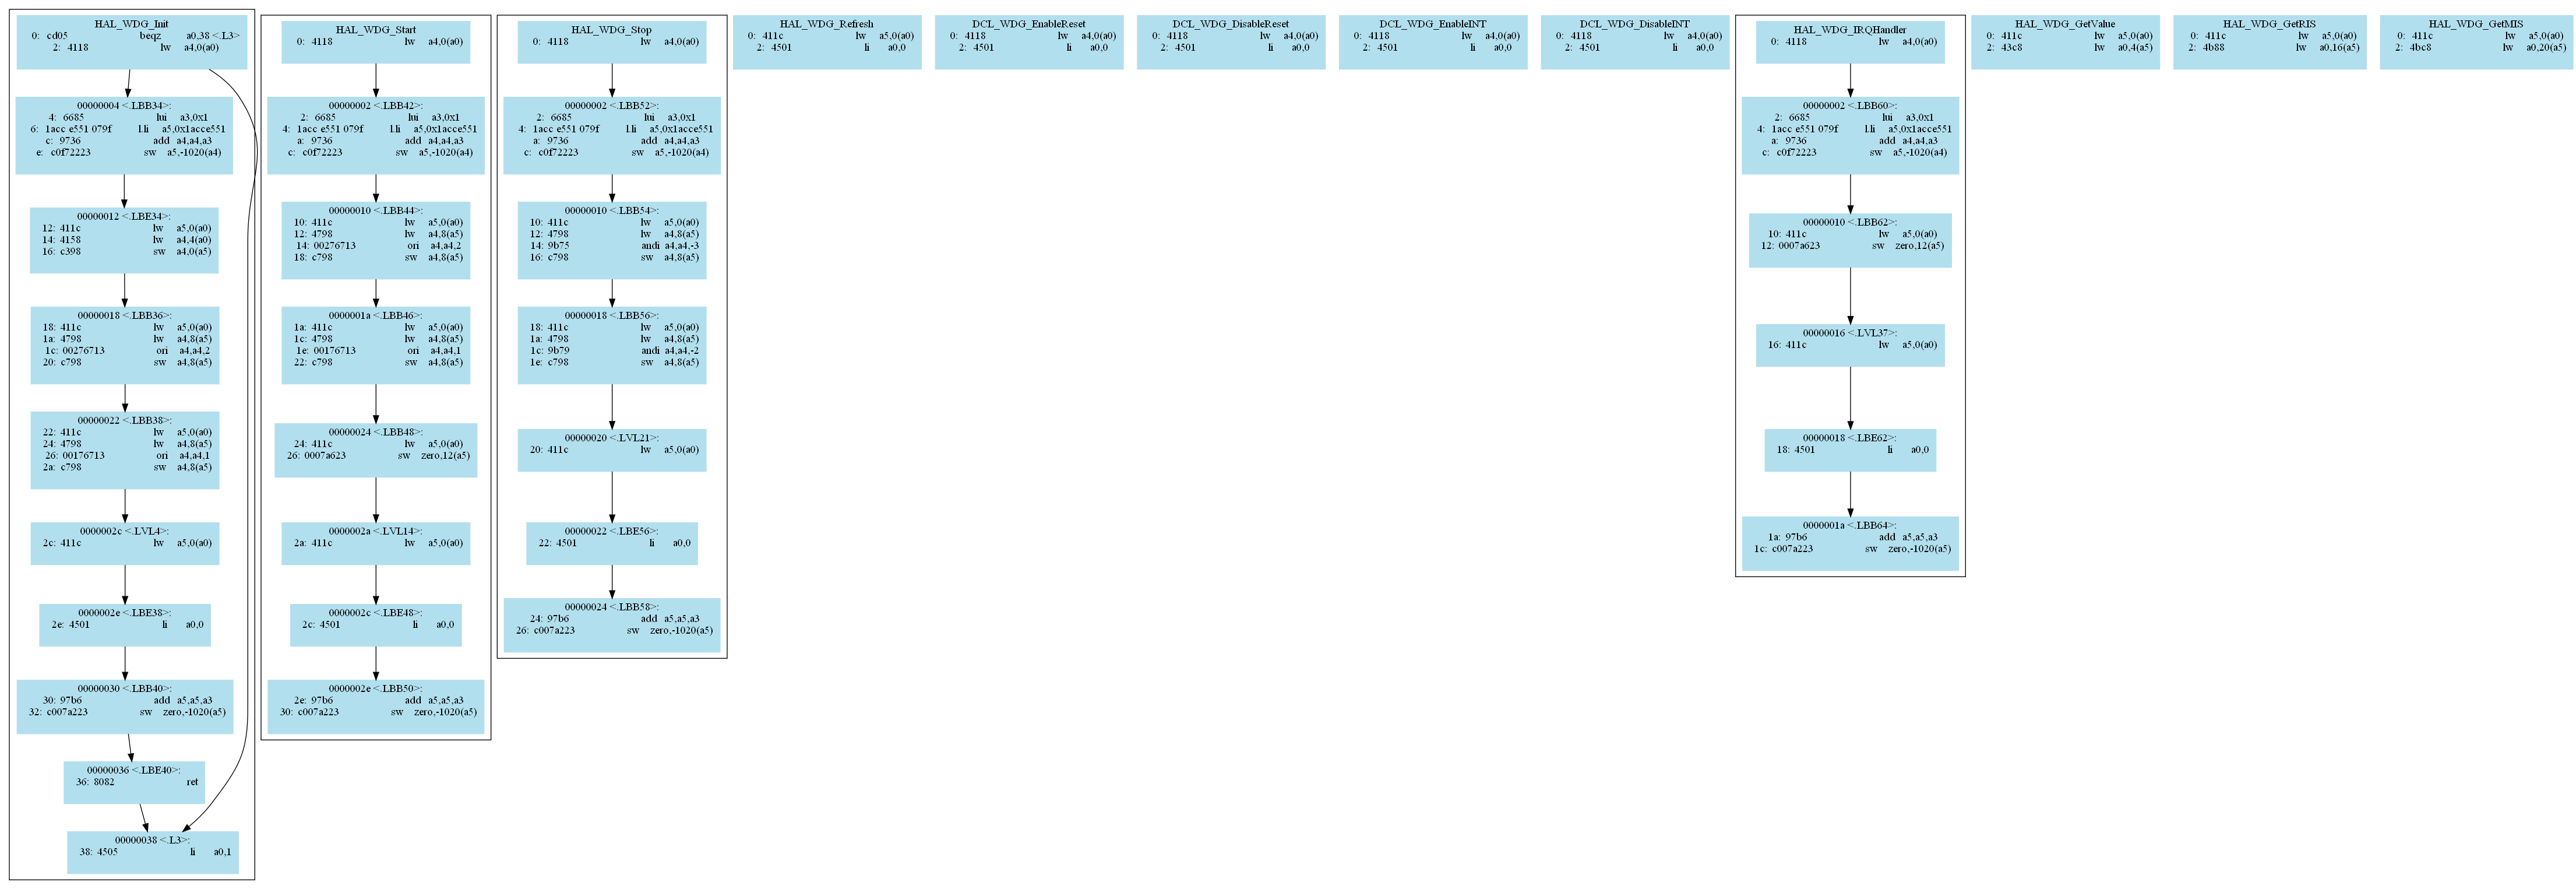 HAL_WDG_Init
0: cd05 beqz a0,38 <.L3>
2: 4118 lw a4,0(a0)
00000004 <.LBB34>:
4: 6685 lui a3,0x1
6: 1acc e551 079f l.li a5,0x1acce551
c: 9736 add a4,a4,a3
e: c0f72223 sw a5,-1020(a4)
00000012 <.LBE34>:
12: 411c lw a5,0(a0)
14: 4158 lw a4,4(a0)
16: c398 sw a4,0(a5)
00000018 <.LBB36>:
18: 411c lw a5,0(a0)
1a: 4798 lw a4,8(a5)
1c: 00276713 ori a4,a4,2
20: c798 sw a4,8(a5)
00000022 <.LBB38>:
22: 411c lw a5,0(a0)
24: 4798 lw a4,8(a5)
26: 00176713 ori a4,a4,1
2a: c798 sw a4,8(a5)
0000002c <.LVL4>:
2c: 411c lw a5,0(a0)
0000002e <.LBE38>:
2e: 4501 li a0,0
00000030 <.LBB40>:
30: 97b6 add a5,a5,a3
32: c007a223 sw zero,-1020(a5)
00000036 <.LBE40>:
36: 8082 ret
00000038 <.L3>:
38: 4505 li a0,1
HAL_WDG_Start
0: 4118 lw a4,0(a0)
00000002 <.LBB42>:
2: 6685 lui a3,0x1
4: 1acc e551 079f l.li a5,0x1acce551
a: 9736 add a4,a4,a3
c: c0f72223 sw a5,-1020(a4)
00000010 <.LBB44>:
10: 411c lw a5,0(a0)
12: 4798 lw a4,8(a5)
14: 00276713 ori a4,a4,2
18: c798 sw a4,8(a5)
0000001a <.LBB46>:
1a: 411c lw a5,0(a0)
1c: 4798 lw a4,8(a5)
1e: 00176713 ori a4,a4,1
22: c798 sw a4,8(a5)
00000024 <.LBB48>:
24: 411c lw a5,0(a0)
26: 0007a623 sw zero,12(a5)
0000002a <.LVL14>:
2a: 411c lw a5,0(a0)
0000002c <.LBE48>:
2c: 4501 li a0,0
0000002e <.LBB50>:
2e: 97b6 add a5,a5,a3
30: c007a223 sw zero,-1020(a5)
HAL_WDG_Stop
0: 4118 lw a4,0(a0)
00000002 <.LBB52>:
2: 6685 lui a3,0x1
4: 1acc e551 079f l.li a5,0x1acce551
a: 9736 add a4,a4,a3
c: c0f72223 sw a5,-1020(a4)
00000010 <.LBB54>:
10: 411c lw a5,0(a0)
12: 4798 lw a4,8(a5)
14: 9b75 andi a4,a4,-3
16: c798 sw a4,8(a5)
00000018 <.LBB56>:
18: 411c lw a5,0(a0)
1a: 4798 lw a4,8(a5)
1c: 9b79 andi a4,a4,-2
1e: c798 sw a4,8(a5)
00000020 <.LVL21>:
20: 411c lw a5,0(a0)
00000022 <.LBE56>:
22: 4501 li a0,0
00000024 <.LBB58>:
24: 97b6 add a5,a5,a3
26: c007a223 sw zero,-1020(a5)
HAL_WDG_Refresh
0: 411c lw a5,0(a0)
2: 4501 li a0,0
DCL_WDG_EnableReset
0: 4118 lw a4,0(a0)
2: 4501 li a0,0
DCL_WDG_DisableReset
0: 4118 lw a4,0(a0)
2: 4501 li a0,0
DCL_WDG_EnableINT
0: 4118 lw a4,0(a0)
2: 4501 li a0,0
DCL_WDG_DisableINT
0: 4118 lw a4,0(a0)
2: 4501 li a0,0
HAL_WDG_IRQHandler
0: 4118 lw a4,0(a0)
00000002 <.LBB60>:
2: 6685 lui a3,0x1
4: 1acc e551 079f l.li a5,0x1acce551
a: 9736 add a4,a4,a3
c: c0f72223 sw a5,-1020(a4)
00000010 <.LBB62>:
10: 411c lw a5,0(a0)
12: 0007a623 sw zero,12(a5)
00000016 <.LVL37>:
16: 411c lw a5,0(a0)
00000018 <.LBE62>:
18: 4501 li a0,0
0000001a <.LBB64>:
1a: 97b6 add a5,a5,a3
1c: c007a223 sw zero,-1020(a5)
HAL_WDG_GetValue
0: 411c lw a5,0(a0)
2: 43c8 lw a0,4(a5)
HAL_WDG_GetRIS
0: 411c lw a5,0(a0)
2: 4b88 lw a0,16(a5)
HAL_WDG_GetMIS
0: 411c lw a5,0(a0)
2: 4bc8 lw a0,20(a5)